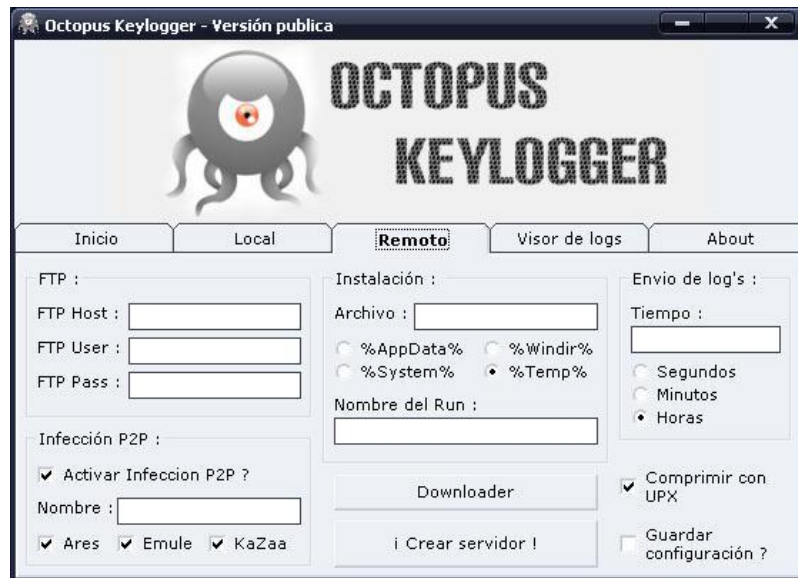 Octopus Keylogger - Versión publica
OCTOPUS
KEYLOGGER
Inicio
Local
Remoto
Visor de logs
About
FTP :
FTP Host :
FTP User :
FTP Pass :
Infección P2P :
Activar Infeccion P2P ?
Nombre :
Ares Emule KaZaa
Instalación :
Archivo :
%AppData% %Windir%
%System% %Temp%
Nombre del Run :
Downloader
¡ Crear servidor !
Envio de log's :
Tiempo :
Segundos
Minutos
Horas
Comprimir con
UPX
Guardar
configuración ?